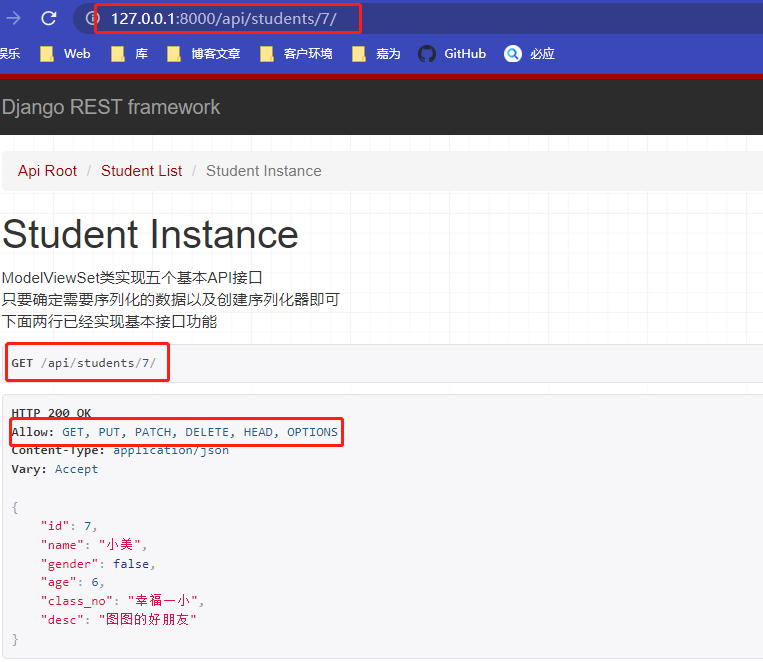 127.0.0.1:8000/api/students/7/
娱乐 Web 库 博客文章 客户环境 嘉为 GitHub 必应
Django REST framework
Api Root / Student List / Student Instance
Student Instance
ModelViewSet类实现五个基本API接口
只要确定需要序列化的数据以及创建序列化器即可
下面两行已经实现基本接口功能
GET /api/students/7/
HTTP 200 OK
Allow: GET, PUT, PATCH, DELETE, HEAD, OPTIONS
Content-Type: application/json
Vary: Accept
{
    "id": 7,
    "name": "小美",
    "gender": false,
    "age": 6,
    "class_no": "幸福一小",
    "desc": "图图的好朋友"
}